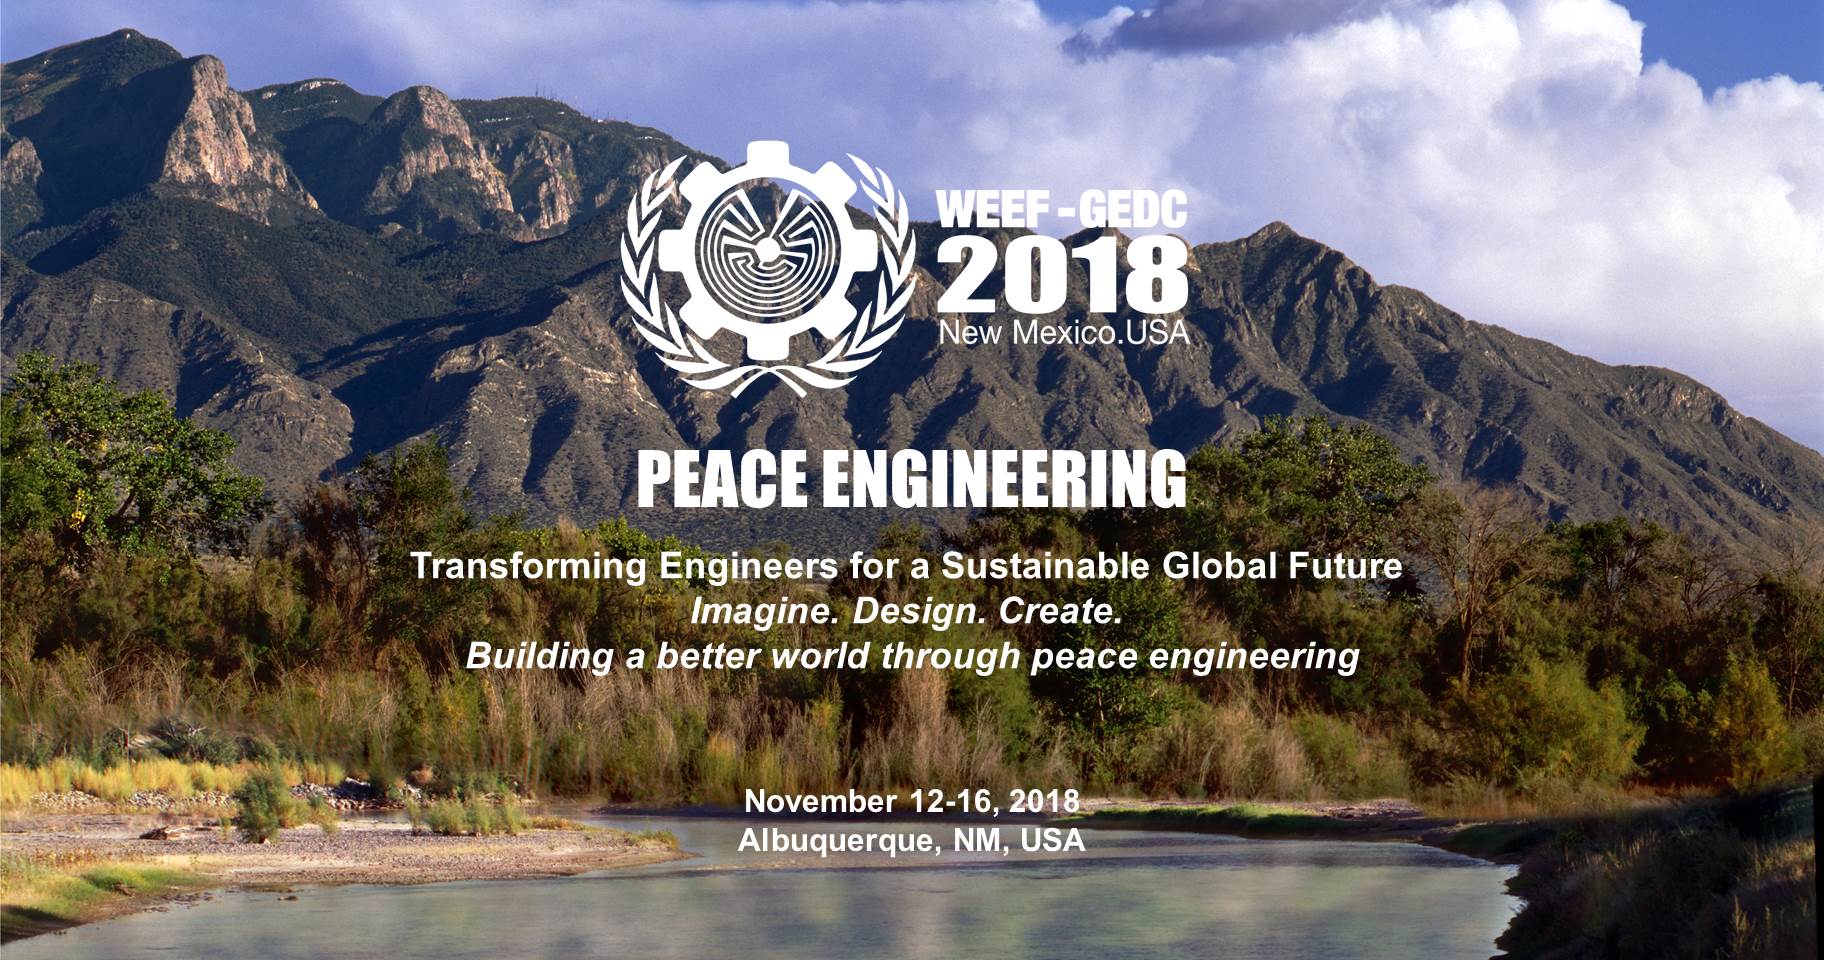 WEEF-GEDC
2018
New Mexico.USA
PEACE ENGINEERING
Transforming Engineers for a Sustainable Global Future
Imagine. Design. Create.
Building a better world through peace engineering
November 12-16, 2018
Albuquerque, NM, USA